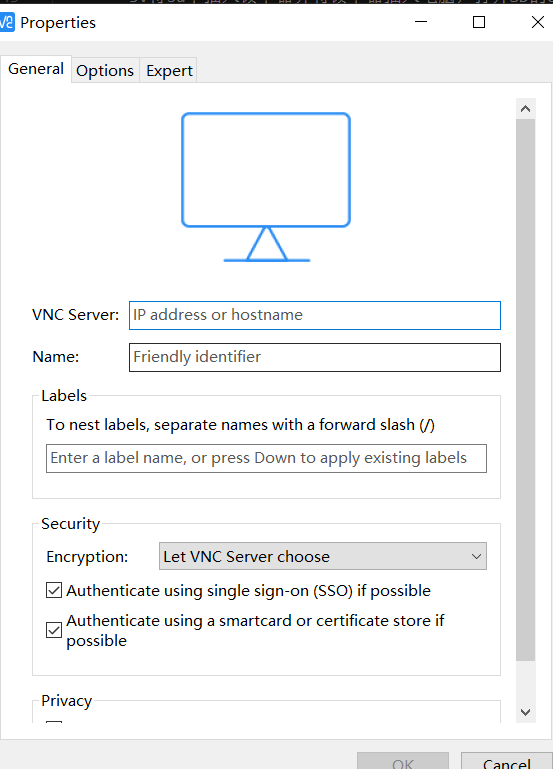 Properties
General Options Expert
VNC Server: IP address or hostname
Name: Friendly identifier
Labels
To nest labels, separate names with a forward slash (/)
Enter a label name, or press Down to apply existing labels
Security
Encryption: Let VNC Server choose
Authenticate using single sign-on (SSO) if possible
Authenticate using a smartcard or certificate store if
possible
Privacy
OK Cancel